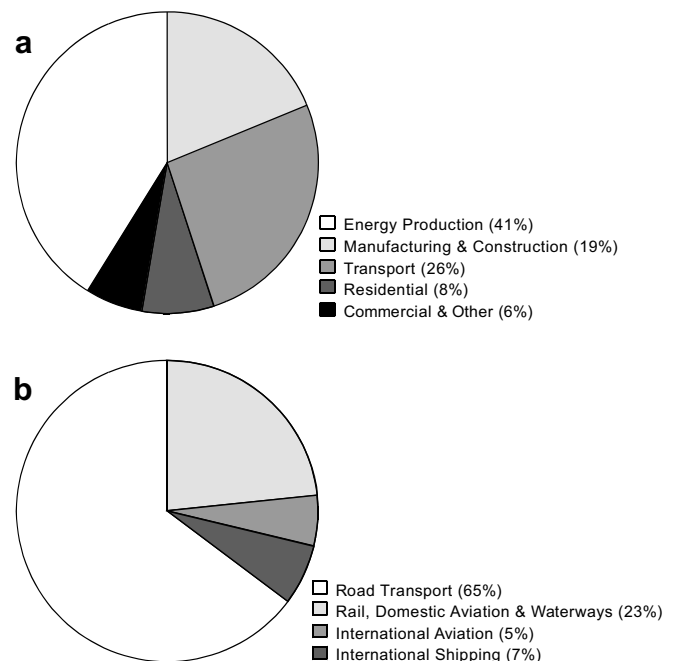 a
Energy Production (41%)
Manufacturing & Construction (19%)
Transport (26%)
Residential (8%)
Commercial & Other (6%)
b
Road Transport (65%)
Rail, Domestic Aviation & Waterways (23%)
International Aviation (5%)
International Shipping (7%)